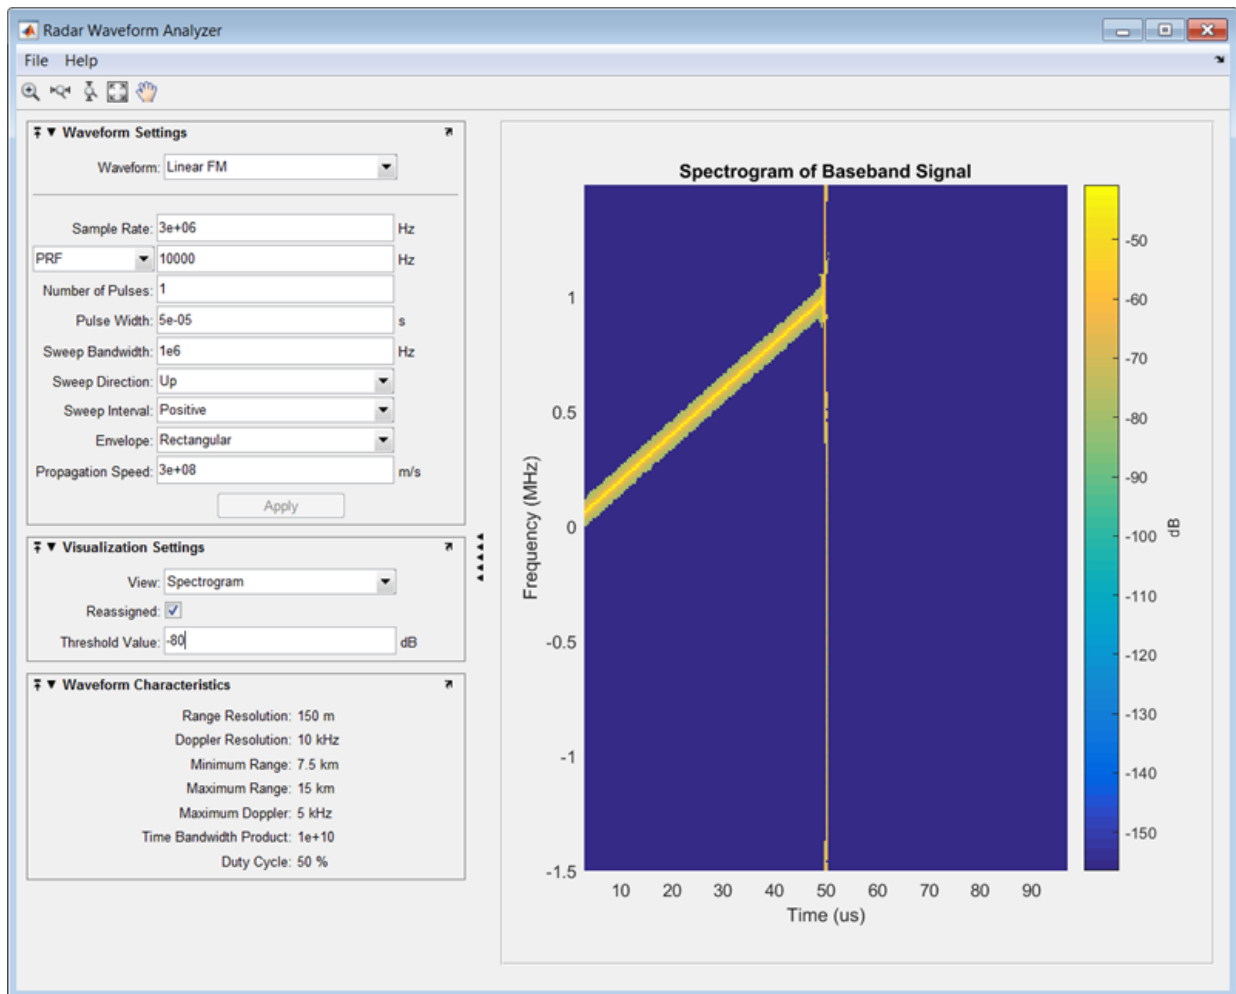 Radar Waveform Analyzer
File Help
Waveform Settings
Waveform: Linear FM
Sample Rate: 3e+06 Hz
PRF 10000 Hz
Number of Pulses: 1
Pulse Width: 5e-05 s
Sweep Bandwidth: 1e6 Hz
Sweep Direction: Up
Sweep Interval: Positive
Envelope: Rectangular
Propagation Speed: 3e+08 m/s
Apply
Visualization Settings
View: Spectrogram
Reassigned:
Threshold Value: -80 dB
Waveform Characteristics
Range Resolution: 150 m
Doppler Resolution: 10 kHz
Minimum Range: 7.5 km
Maximum Range: 15 km
Maximum Doppler: 5 kHz
Time Bandwidth Product: 1e+10
Duty Cycle: 50 %
Spectrogram of Baseband Signal
Frequency (MHz)
1
0.5
0
-0.5
-1
-1.5
10 20 30 40 50 60 70 80 90
Time (us)
-50
-60
-70
-80
-90
-100
-110
-120
-130
-140
-150
dB